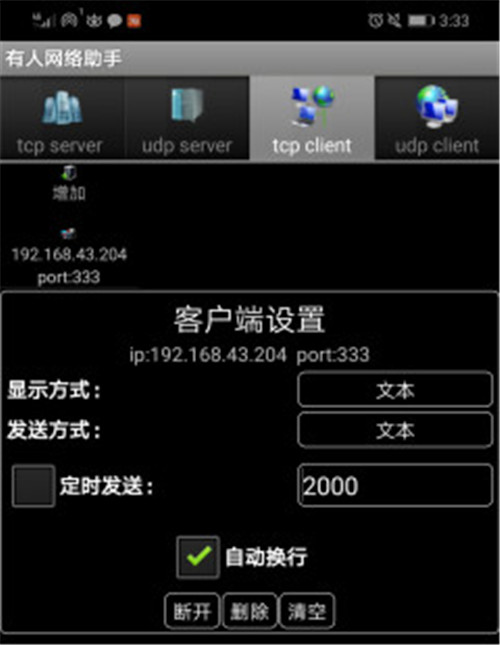 3:33
有人网络助手
tcp server udp server tcp client udp client
增加
192.168.43.204
port:333
客户端设置
ip:192.168.43.204 port:333
显示方式： 文本
发送方式： 文本
定时发送： 2000
自动换行
断开 删除 清空